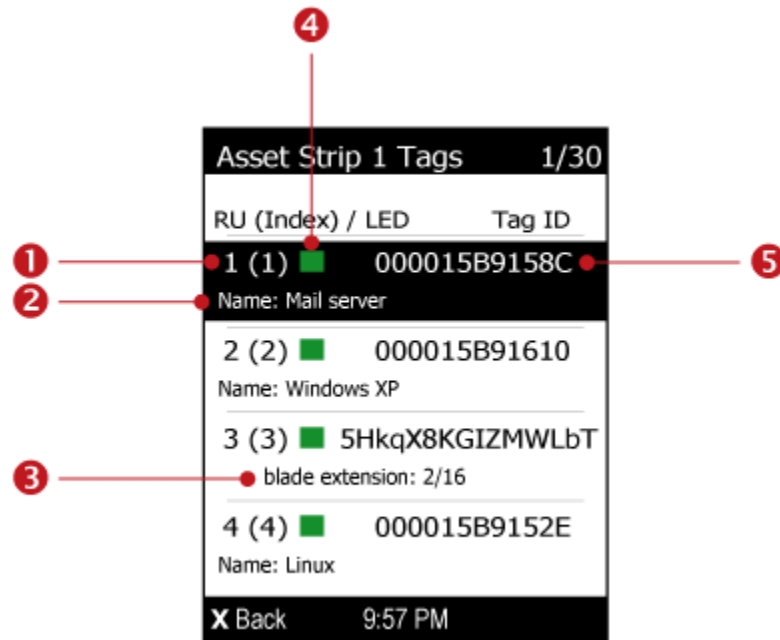 4
Asset Strip 1 Tags 1/30
RU (Index) / LED Tag ID
1 1 (1) 000015B9158C 5
2 Name: Mail server
2 (2) 000015B91610
Name: Windows XP
3 (3) 5HkqX8KGIZMWLbT
3 blade extension: 2/16
4 (4) 000015B9152E
Name: Linux
X Back 9:57 PM